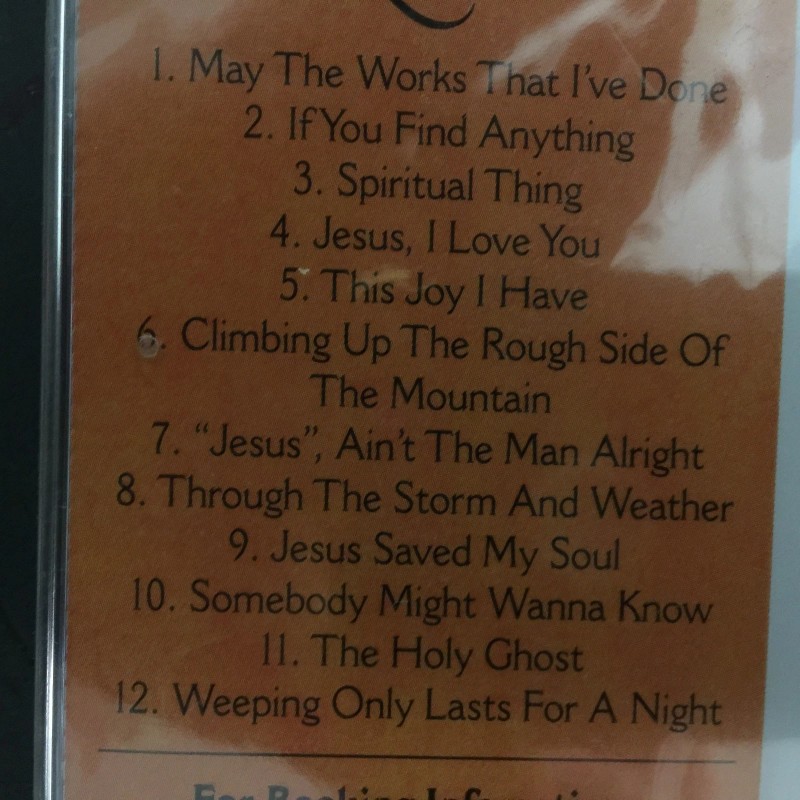 1. May The Works That I've Done
2. If You Find Anything
3. Spiritual Thing
4. Jesus, I Love You
5. This Joy I Have
6. Climbing Up The Rough Side Of
The Mountain
7. “Jesus”, Ain't The Man Alright
8. Through The Storm And Weather
9. Jesus Saved My Soul
10. Somebody Might Wanna Know
11. The Holy Ghost
12. Weeping Only Lasts For A Night
For Booking